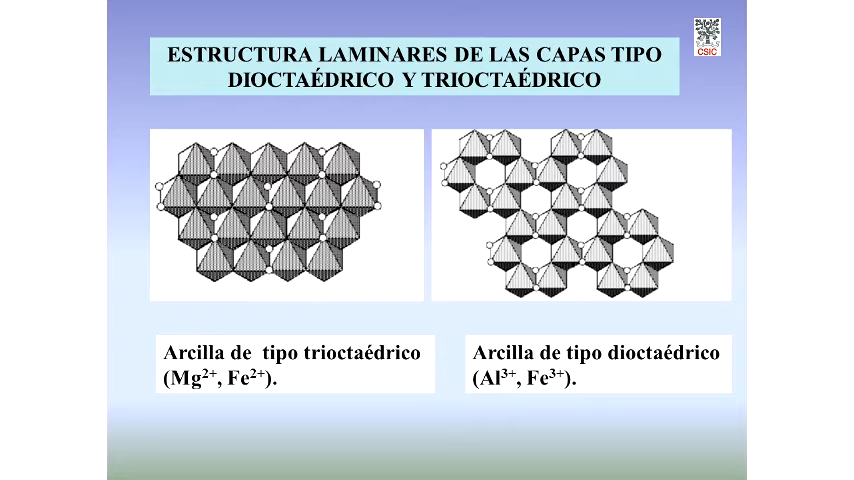 CSIC
ESTRUCTURA LAMINARES DE LAS CAPAS TIPO
DIOCTAÉDRICO Y TRIOCTAÉDRICO
Arcilla de tipo trioctaédrico
(Mg²⁺, Fe²⁺).
Arcilla de tipo dioctaédrico
(Al³⁺, Fe³⁺).